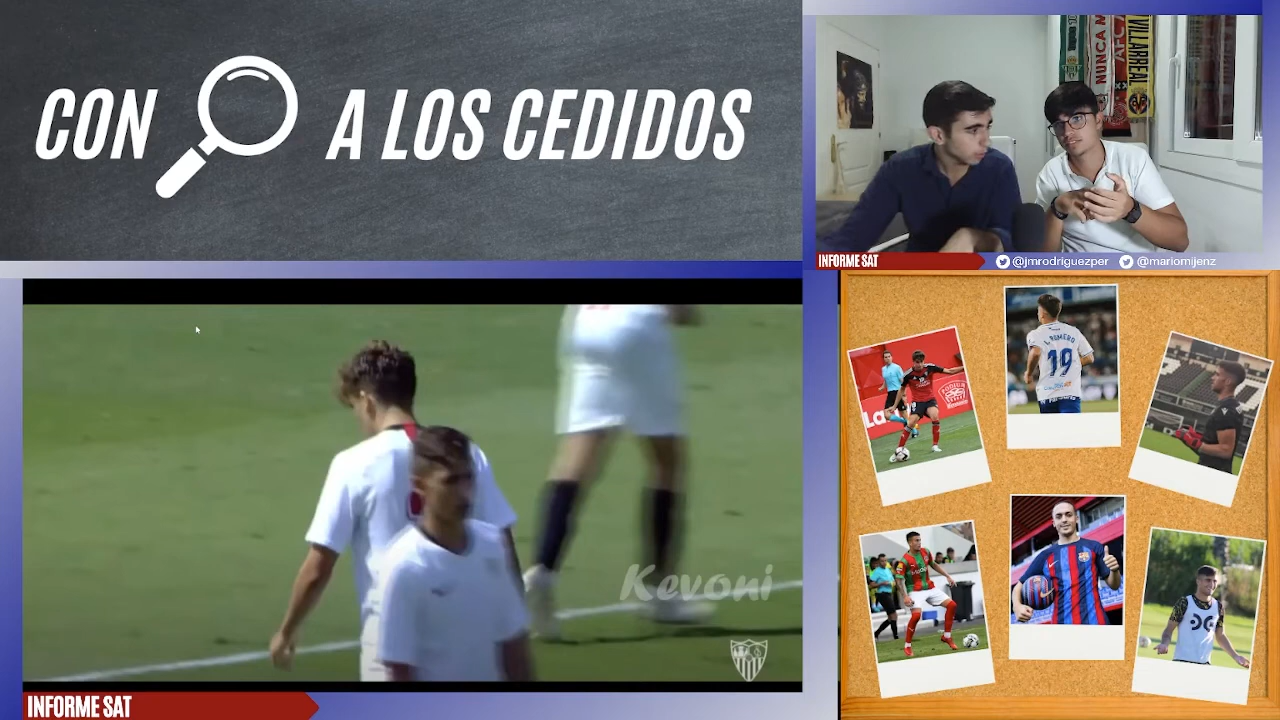 CON A LOS CEDIDOS
NUNCA
VILLARREAL
INFORME SAT
@jmrodriguezper
@mariomijenz
L. ROMERO
19
Kevoni
INFORME SAT